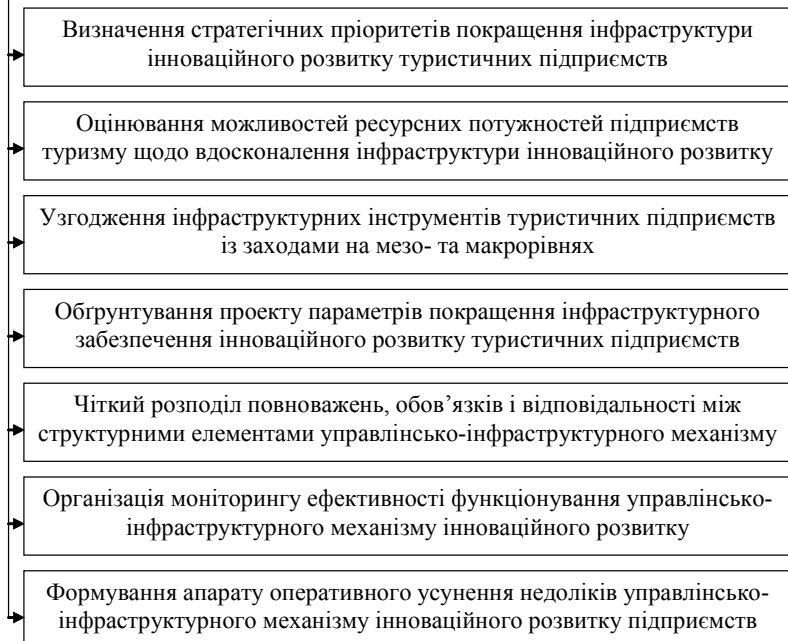 Визначення стратегічних пріоритетів покращення інфраструктури
інноваційного розвитку туристичних підприємств
Оцінювання можливостей ресурсних потужностей підприємств
туризму щодо вдосконалення інфраструктури інноваційного розвитку
Узгодження інфраструктурних інструментів туристичних підприємств
із заходами на мезо- та макрорівнях
Обґрунтування проекту параметрів покращення інфраструктурного
забезпечення інноваційного розвитку туристичних підприємств
Чіткий розподіл повноважень, обов’язків і відповідальності між
структурними елементами управлінсько-інфраструктурного механізму
Організація моніторингу ефективності функціонування управлінсько-
інфраструктурного механізму інноваційного розвитку
Формування апарату оперативного усунення недоліків управлінсько-
інфраструктурного механізму інноваційного розвитку підприємств